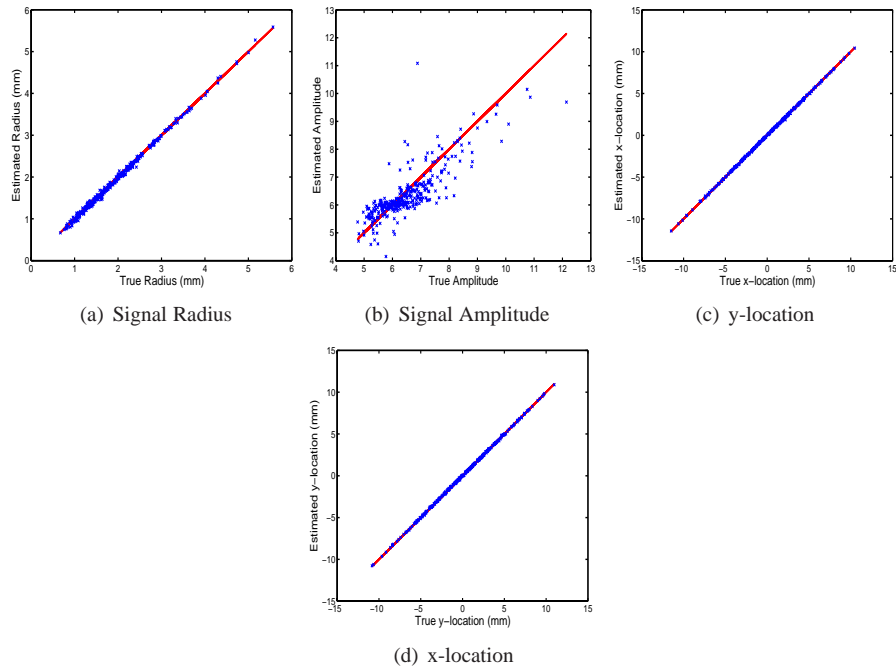 6
5
4
3
2
1
0
0 1 2 3 4 5 6
Estimated Radius (mm)
True Radius (mm)
(a) Signal Radius
13
12
11
10
9
8
7
6
5
4
4 5 6 7 8 9 10 11 12 13
Estimated Amplitude
True Amplitude
(b) Signal Amplitude
15
10
5
0
−5
−10
−15
−15 −10 −5 0 5 10 15
Estimated x−location (mm)
True x−location (mm)
(c) y-location
15
10
5
0
−5
−10
−15
−15 −10 −5 0 5 10 15
Estimated y−location (mm)
True y−location (mm)
(d) x-location